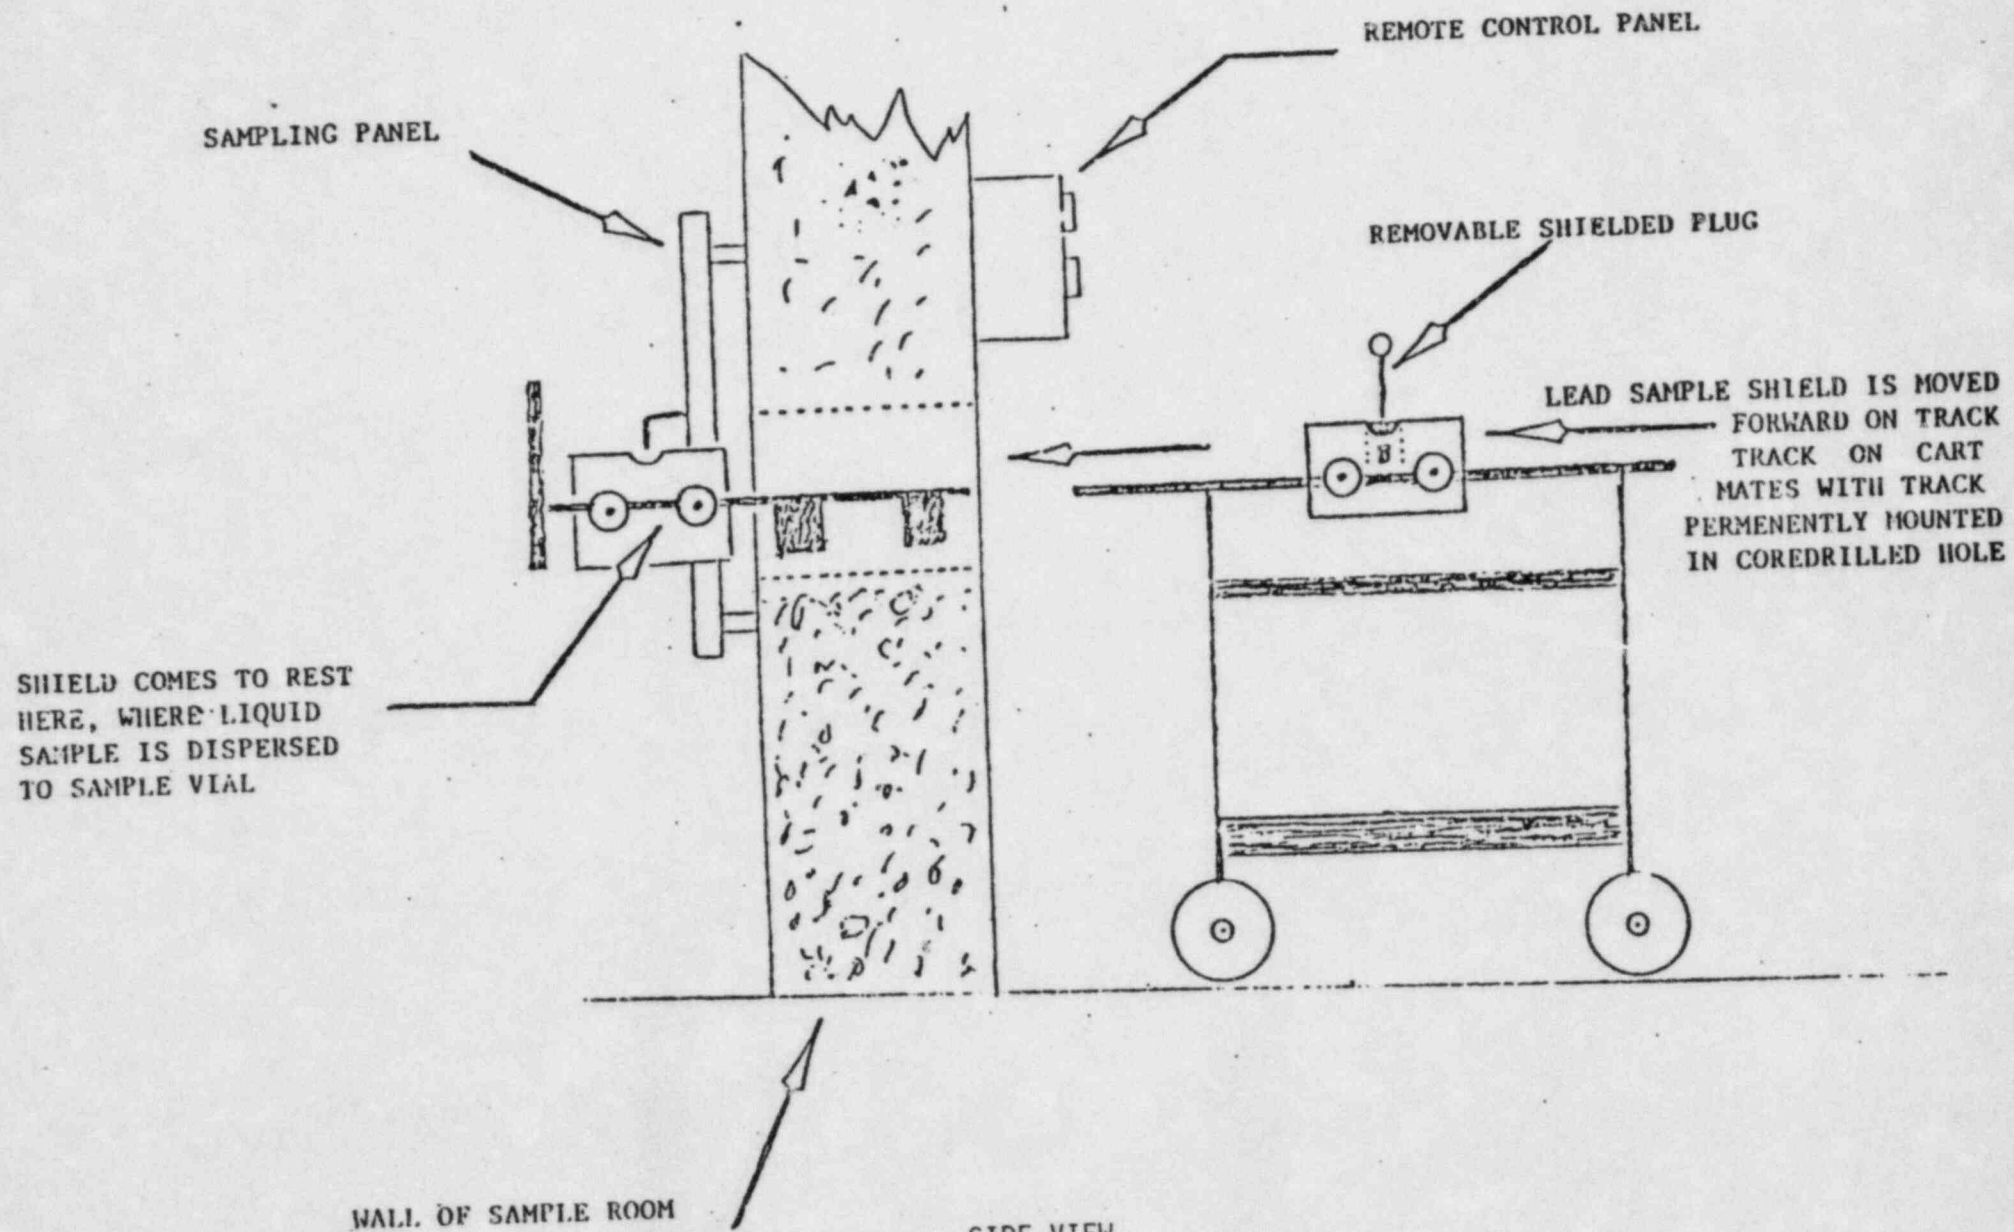 REMOTE CONTROL PANEL
SAMPLING PANEL
REMOVABLE SHIELDED PLUG
LEAD SAMPLE SHIELD IS MOVED
FORWARD ON TRACK
TRACK ON CART
MATES WITH TRACK
PERMENENTLY MOUNTED
IN COREDRILLED HOLE
SHIELD COMES TO REST
HERE, WHERE LIQUID
SAMPLE IS DISPERSED
TO SAMPLE VIAL
WALL OF SAMPLE ROOM
SIDE VIEW